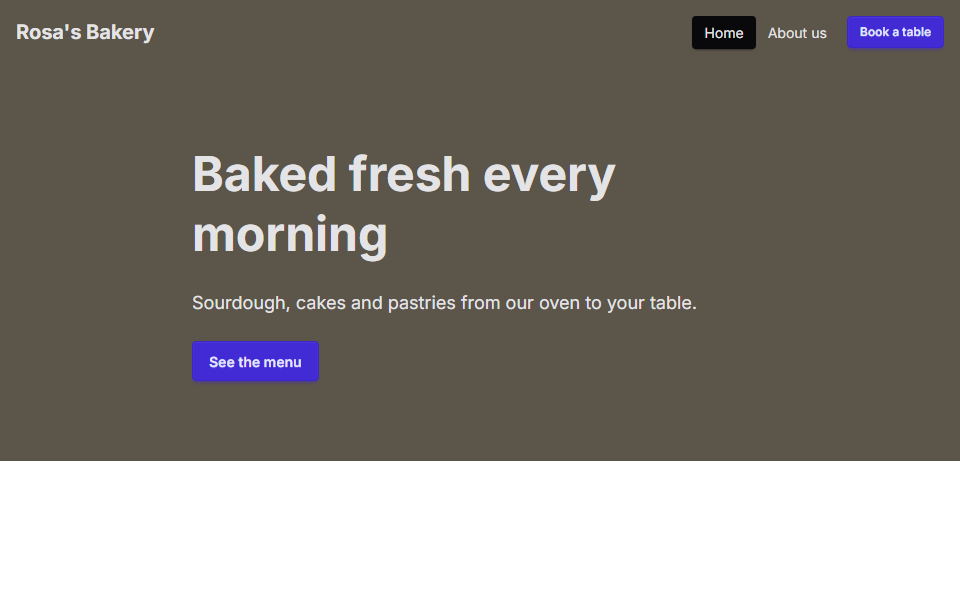 Rosa's Bakery
Home
About us
Book a table
Baked fresh every
morning
Sourdough, cakes and pastries from our oven to your table.
See the menu